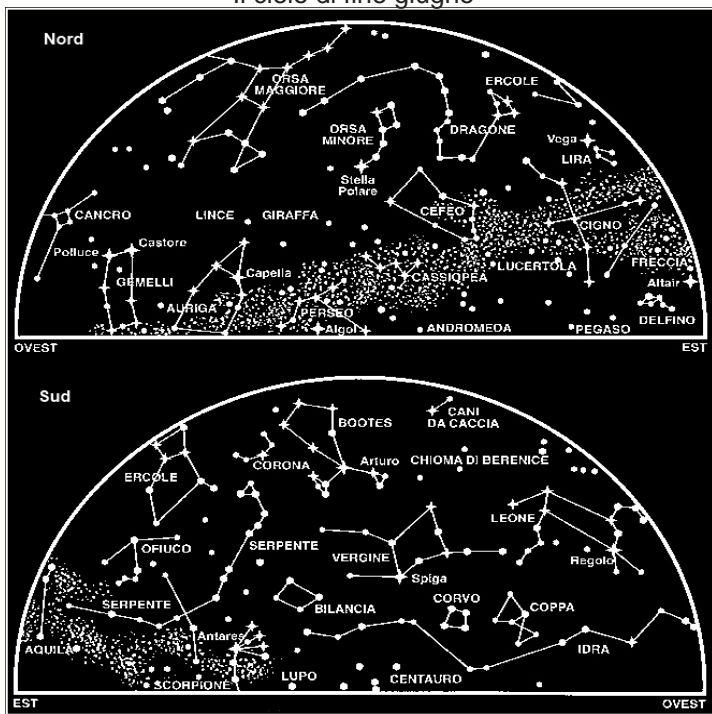 Il cielo di fine giugno
Nord
ORSA
MAGGIORE
ERCOLE
ORSA
MINORE
DRAGONE
Vega
LIRA
Stella
Polare
CANCRO
LINCE
GIRAFFA
CEFEO
CIGNO
Polluce
Castore
GEMELLI
Capella
CASSIOPEA
LUCERTOLA
FRECCIA
AURIGA
PERSEO
Altair
Algol
ANDROMEDA
PEGASO
DELFINO
OVEST
EST
Sud
BOOTES
CANI
DA CACCIA
ERCOLE
CORONA
Arturo
CHIOMA DI BERENICE
LEONE
OFIUCO
SERPENTE
VERGINE
Regolo
Spiga
SERPENTE
BILANCIA
CORVO
COPPA
AQUILA
Antares
IDRA
SCORPIONE
LUPO
CENTAURO
EST
OVEST